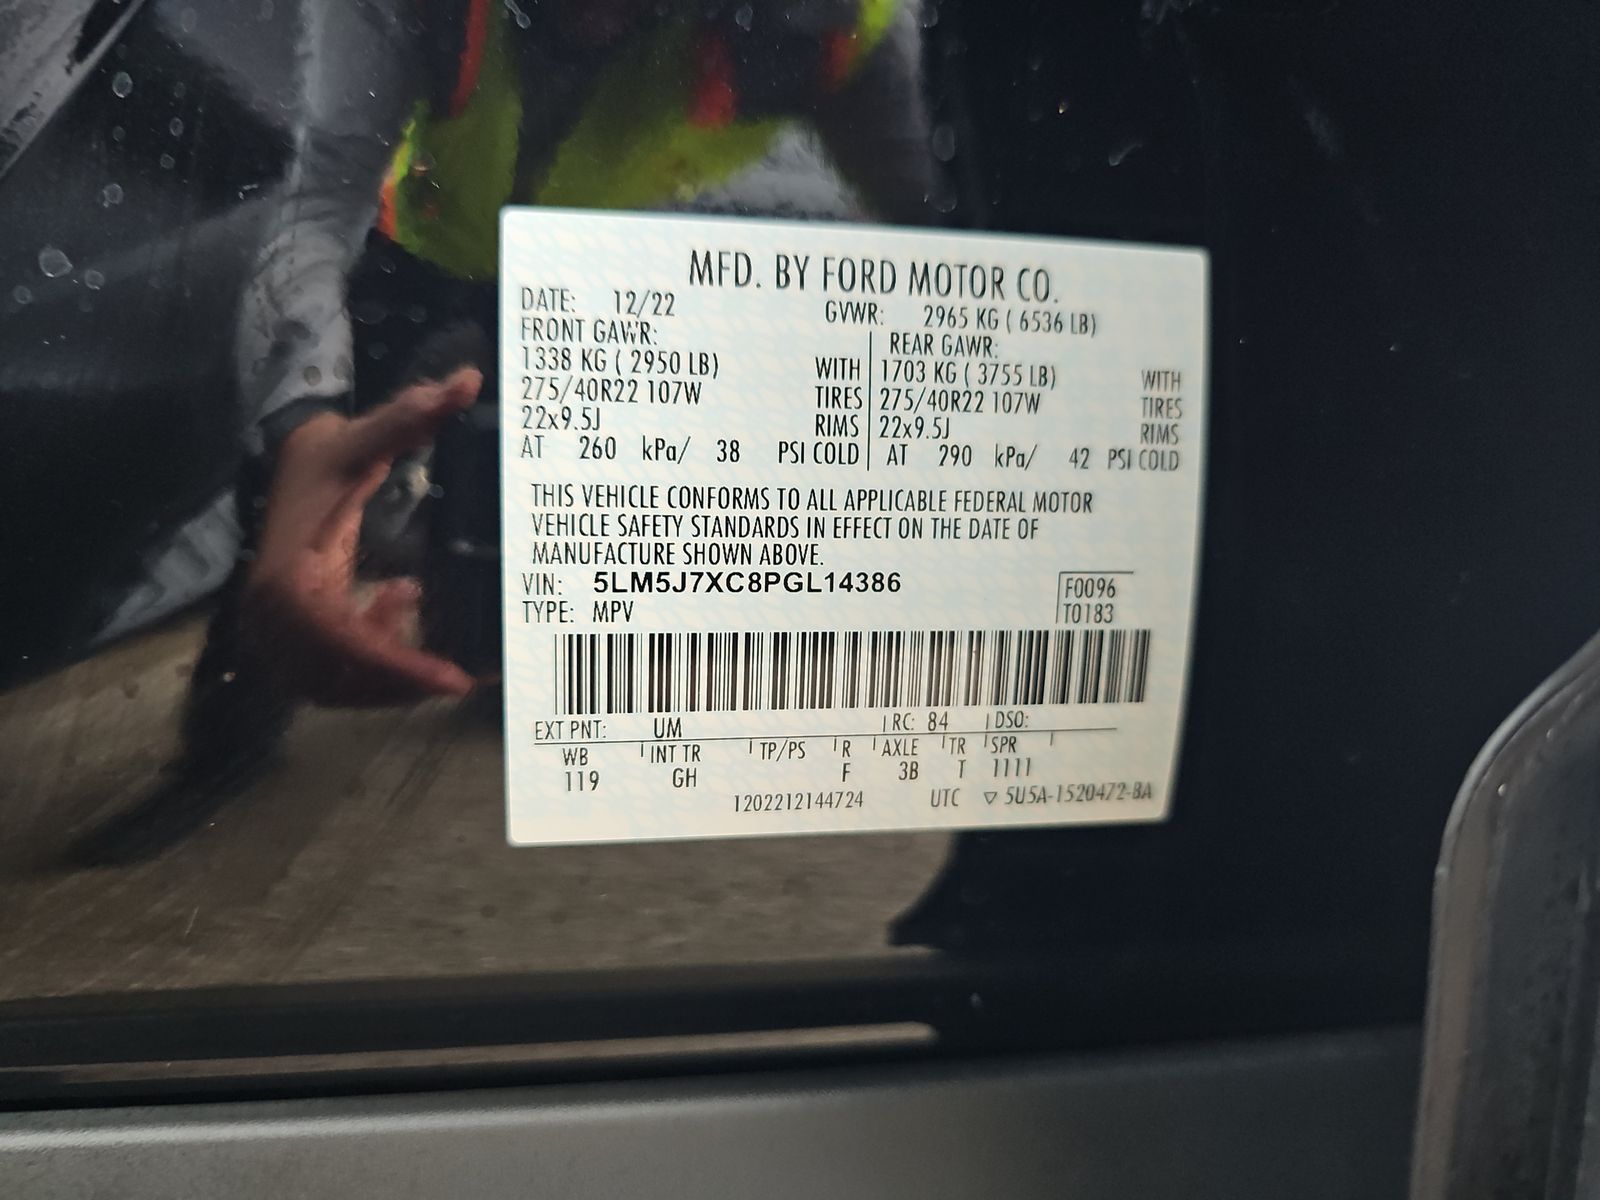 MFD. BY FORD MOTOR CO.
DATE: 12/22 GVWR: 2965 KG ( 6536 LB)
FRONT GAWR: REAR GAWR:
1338 KG ( 2950 LB) WITH 1703 KG ( 3755 LB) WITH
275/40R22 107W TIRES 275/40R22 107W TIRES
22x9.5J RIMS 22x9.5J RIMS
AT 260 kPa/ 38 PSI COLD AT 290 kPa/ 42 PSI COLD
THIS VEHICLE CONFORMS TO ALL APPLICABLE FEDERAL MOTOR
VEHICLE SAFETY STANDARDS IN EFFECT ON THE DATE OF
MANUFACTURE SHOWN ABOVE.
VIN: 5LM5J7XC8PGL14386 F0096
TYPE: MPV T0183
EXT PNT: UM RC: 84 DSO:
WB INT TR TP/PS R AXLE TR SPR
119 GH F 3B T 1111
1202212144724 UTC ▽ 5U5A-1520472-BA